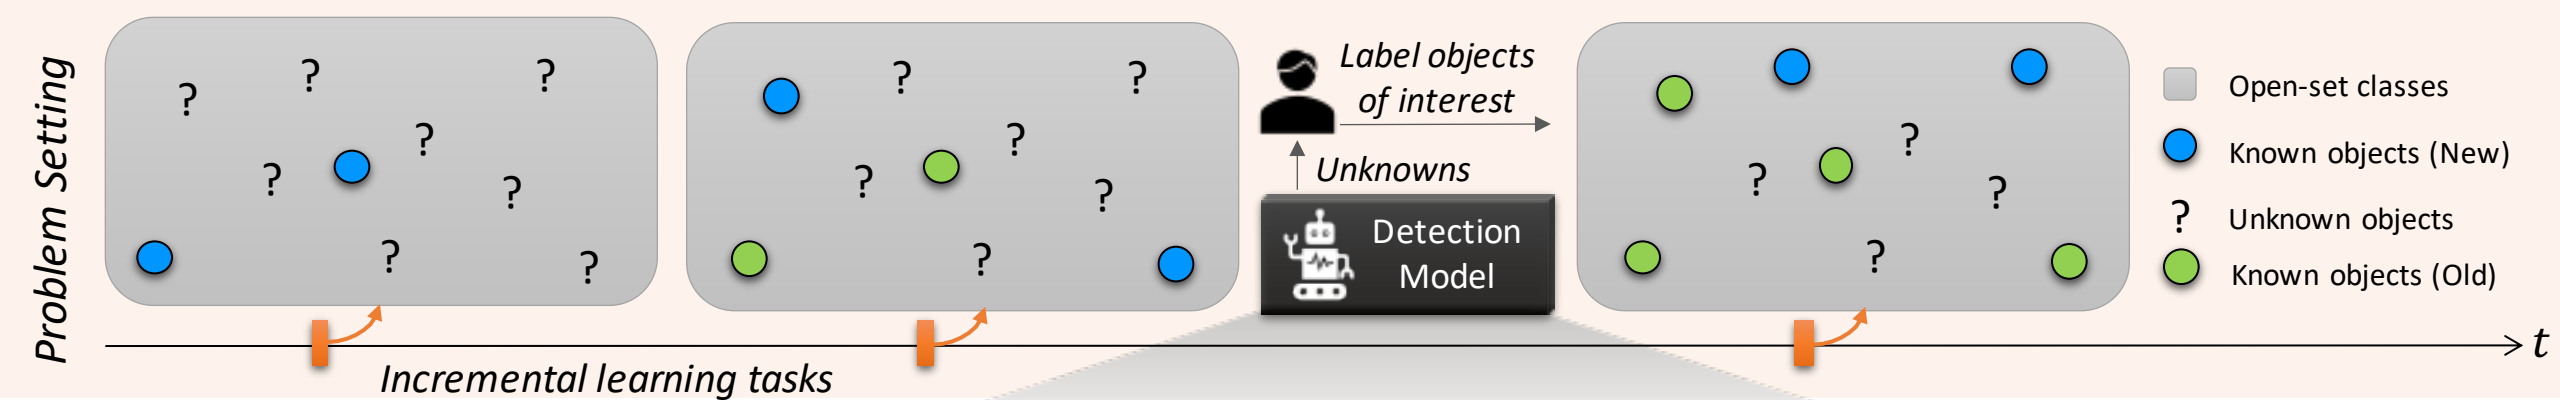 Problem Setting
? ? ?
? ?
? ?
? ?
Incremental learning tasks
? ?
? ?
?
?
Label objects
of interest
Unknowns
Detection
Model
?
? ?
?
Open-set classes
Known objects (New)
? Unknown objects
Known objects (Old)
t